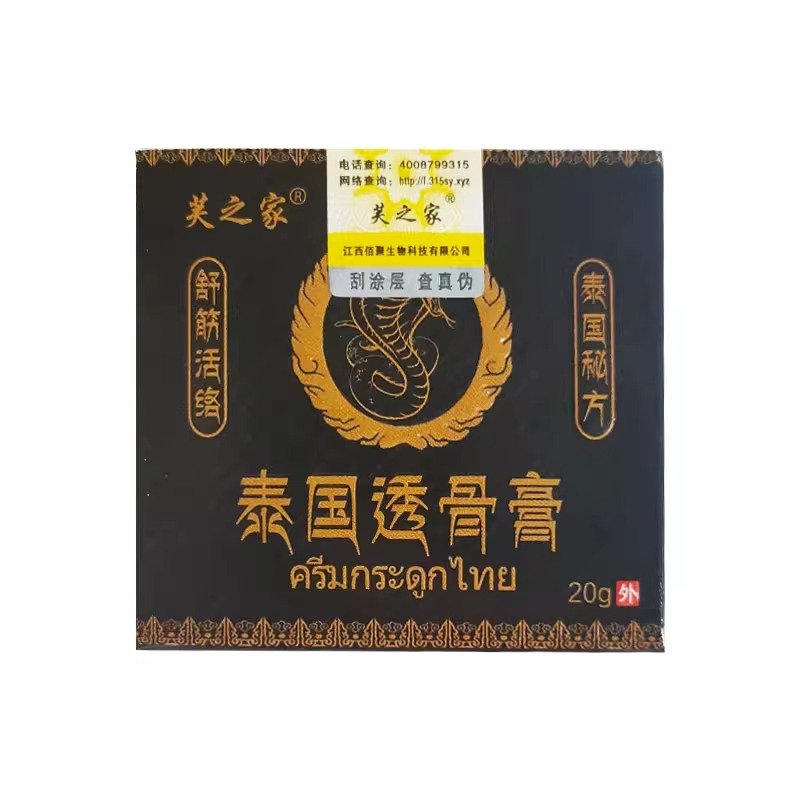 电话查询：4008799315
网络查询：http://f.315sy.xyz
芙之家®
芙之家®
江西佰聚生物科技有限公司
刮涂层 查真伪
舒筋活络
泰国秘方
泰国透骨膏
ครีมกระดูกไทย
20g 外